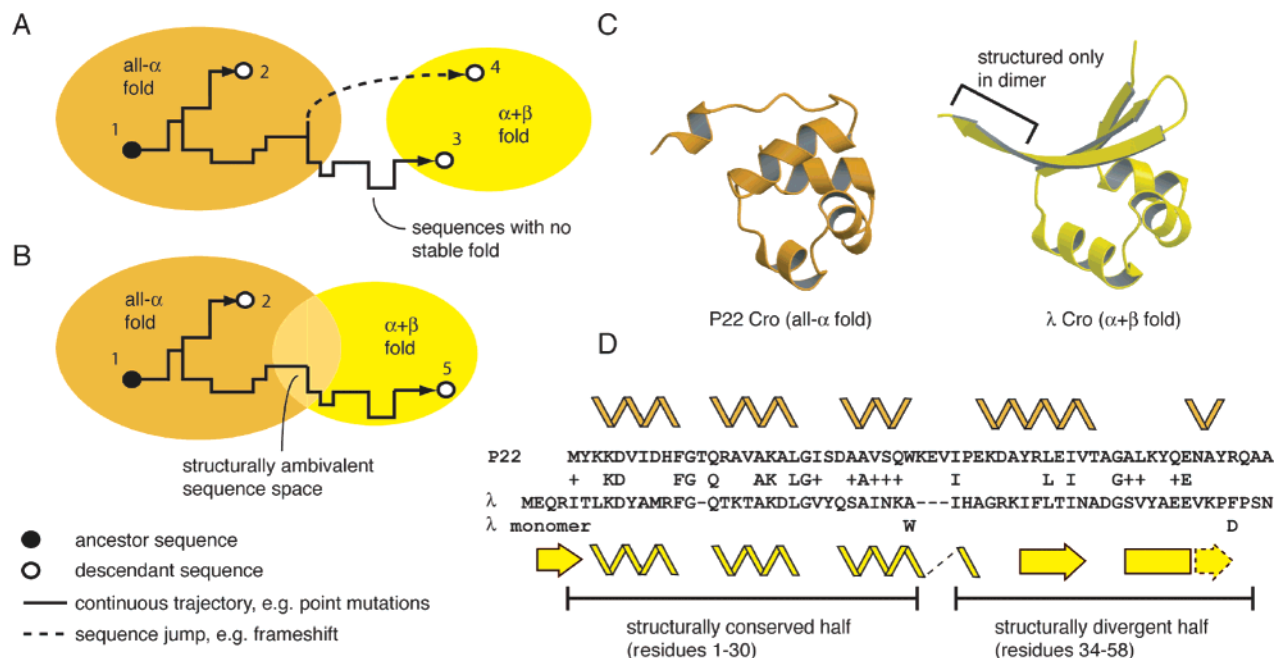 A
all-α
fold
1
2
4
3
α+β
fold
sequences with no
stable fold
B
all-α
fold
1
2
α+β
fold
5
structurally ambivalent
sequence space
ancestor sequence
descendant sequence
continuous trajectory, e.g. point mutations
sequence jump, e.g. frameshift
C
structured only
in dimer
P22 Cro (all-α fold)
λ Cro (α+β fold)
D
P22 MYKKDVIDHFGTQRAVAKALGISDAAVSQWKEVIPEKDAYRLEIVTAGALKYQENAYRQAA
+ KD FG Q AK LG+ +A+++ I L I G++ +E
λ MEQRITLKDYAMRFG-QTKTAKDLGVYQSAINKA---IHAGRKIFLTINADGSVYAEEVKPFPSN
λ monomer W D
structurally conserved half
(residues 1-30)
structurally divergent half
(residues 34-58)